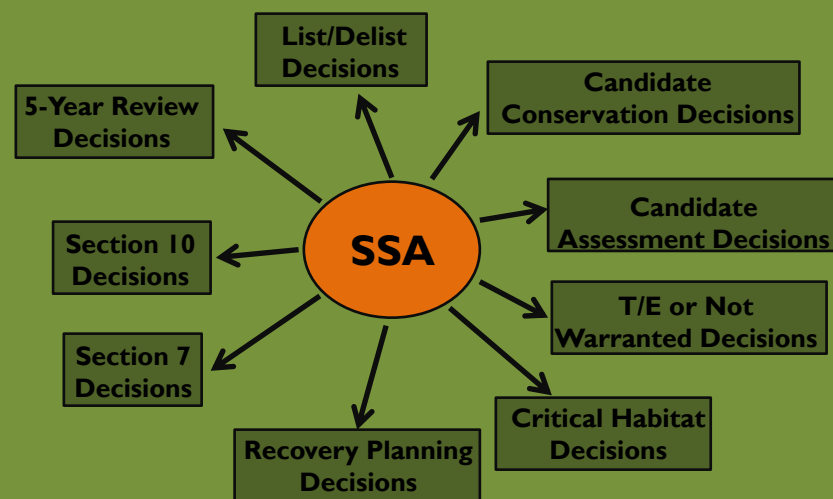 List/Delist
Decisions
Candidate
Conservation Decisions
5-Year Review
Decisions
Candidate
Assessment Decisions
Section 10
Decisions
SSA
T/E or Not
Warranted Decisions
Section 7
Decisions
Critical Habitat
Decisions
Recovery Planning
Decisions